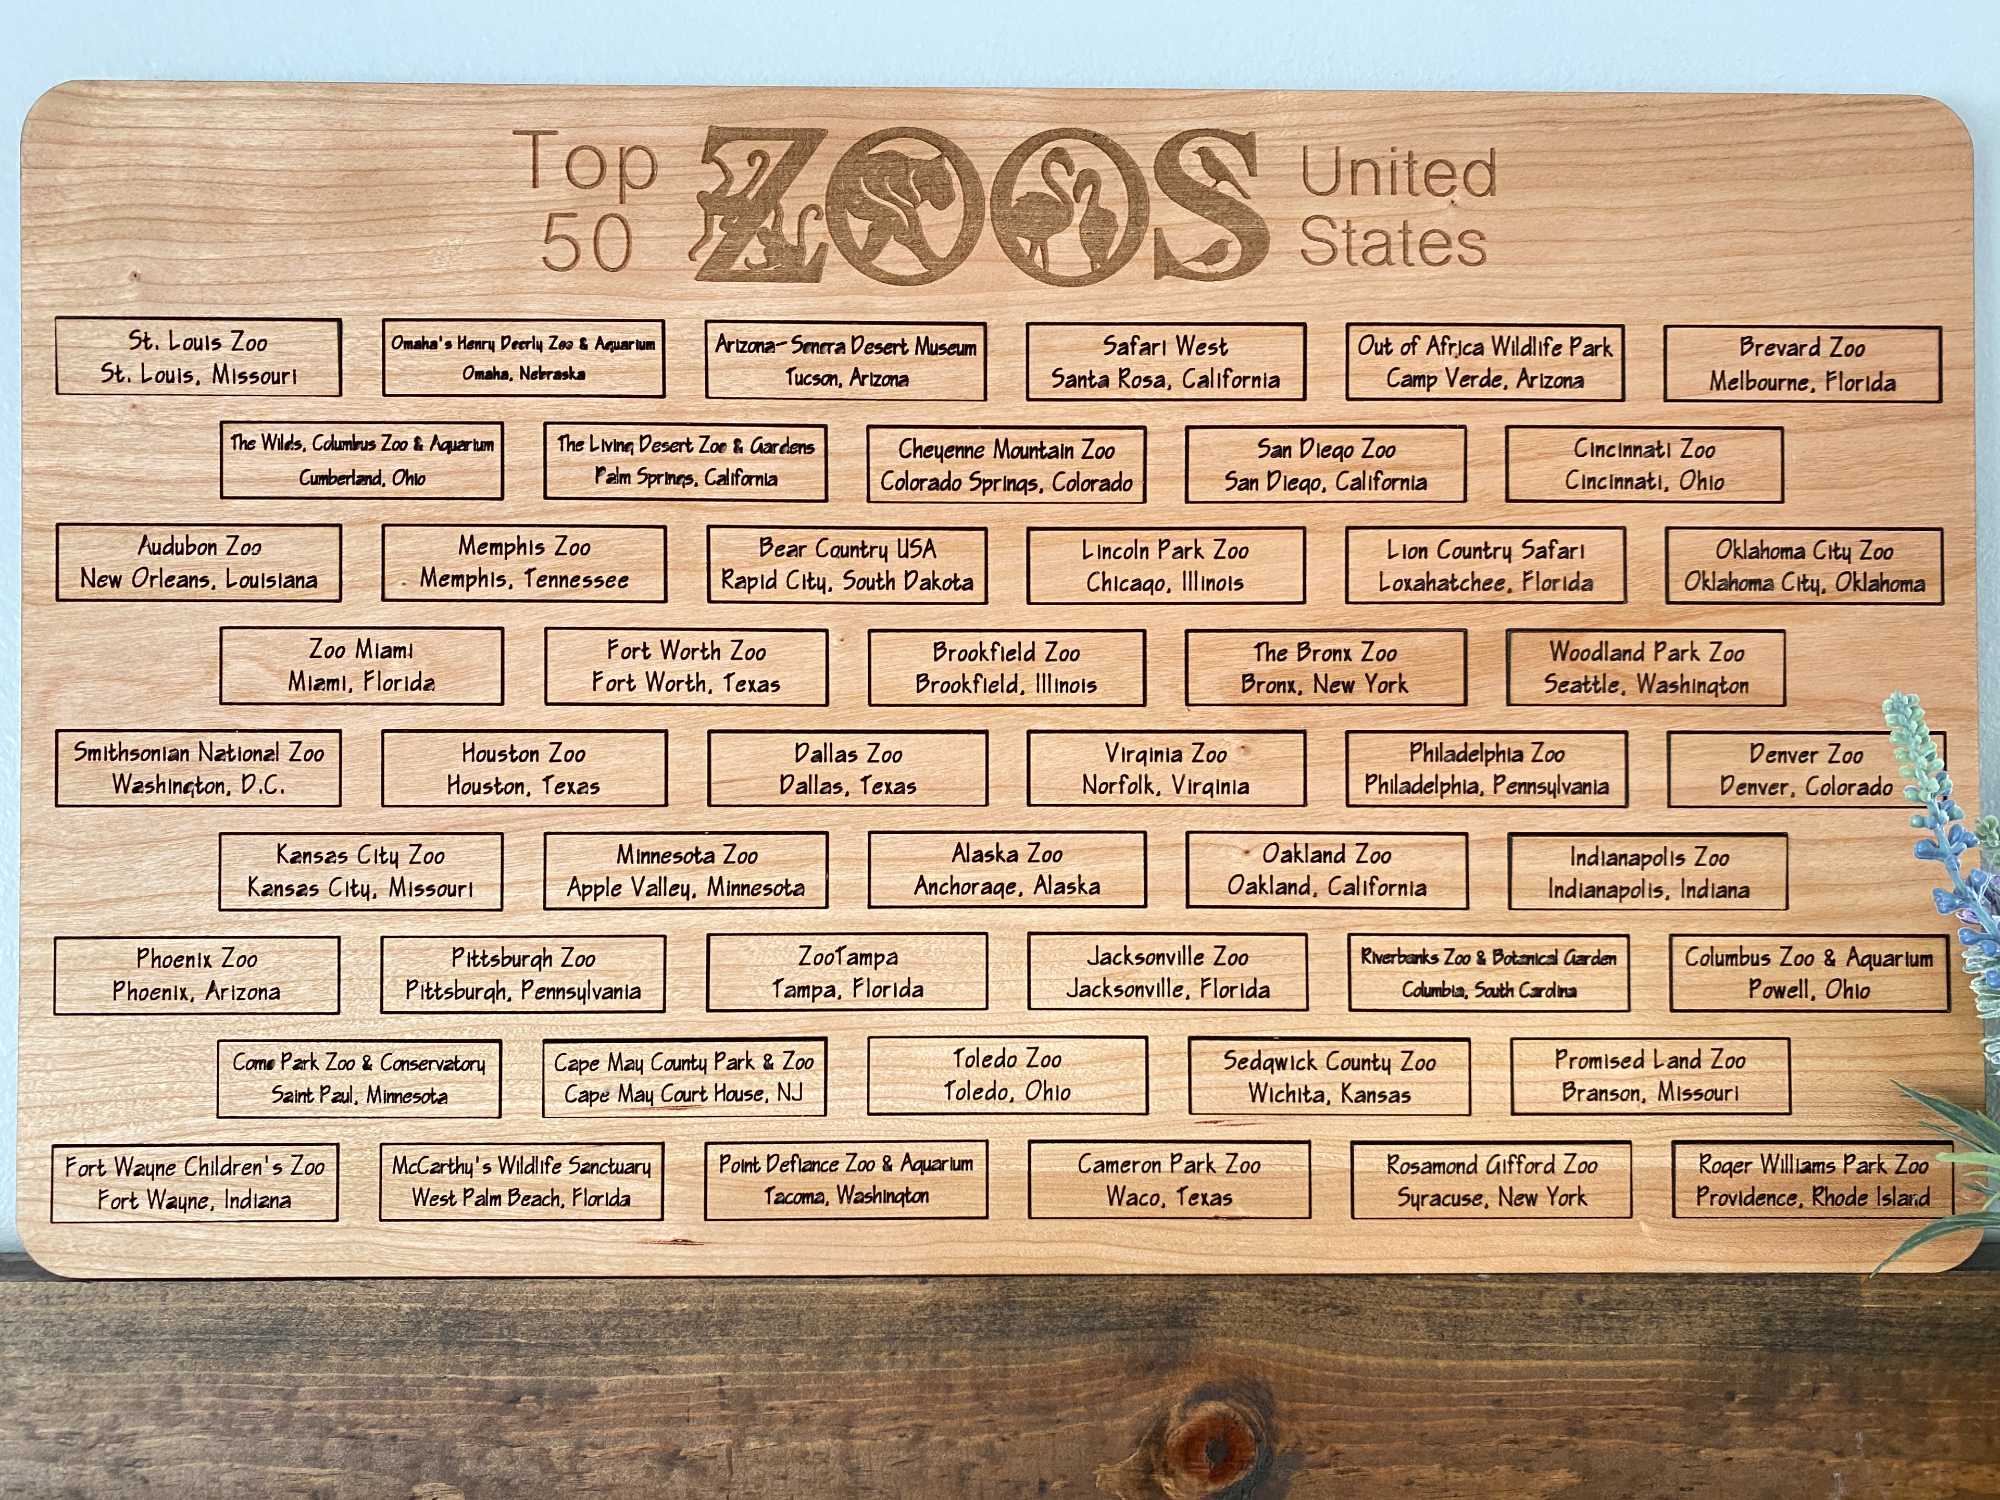 Top
50
ZOOS
United
States
St. Louis Zoo
St. Louis, Missouri
Omaha's Henry Doorly Zoo & Aquarium
Omaha, Nebraska
Arizona-Sonora Desert Museum
Tucson, Arizona
Safari West
Santa Rosa, California
Out of Africa Wildlife Park
Camp Verde, Arizona
Brevard Zoo
Melbourne, Florida
The Wilds, Columbus Zoo & Aquarium
Cumberland, Ohio
The Living Desert Zoo & Gardens
Palm Springs, California
Cheyenne Mountain Zoo
Colorado Springs, Colorado
San Diego Zoo
San Diego, California
Cincinnati Zoo
Cincinnati, Ohio
Audubon Zoo
New Orleans, Louisiana
Memphis Zoo
Memphis, Tennessee
Bear Country USA
Rapid City, South Dakota
Lincoln Park Zoo
Chicago, Illinois
Lion Country Safari
Loxahatchee, Florida
Oklahoma City Zoo
Oklahoma City, Oklahoma
Zoo Miami
Miami, Florida
Fort Worth Zoo
Fort Worth, Texas
Brookfield Zoo
Brookfield, Illinois
The Bronx Zoo
Bronx, New York
Woodland Park Zoo
Seattle, Washington
Smithsonian National Zoo
Washington, D.C.
Houston Zoo
Houston, Texas
Dallas Zoo
Dallas, Texas
Virginia Zoo
Norfolk, Virginia
Philadelphia Zoo
Philadelphia, Pennsylvania
Denver Zoo
Denver, Colorado
Kansas City Zoo
Kansas City, Missouri
Minnesota Zoo
Apple Valley, Minnesota
Alaska Zoo
Anchorage, Alaska
Oakland Zoo
Oakland, California
Indianapolis Zoo
Indianapolis, Indiana
Phoenix Zoo
Phoenix, Arizona
Pittsburgh Zoo
Pittsburgh, Pennsylvania
ZooTampa
Tampa, Florida
Jacksonville Zoo
Jacksonville, Florida
Riverbanks Zoo & Botanical Garden
Columbia, South Carolina
Columbus Zoo & Aquarium
Powell, Ohio
Como Park Zoo & Conservatory
Saint Paul, Minnesota
Cape May County Park & Zoo
Cape May Court House, NJ
Toledo Zoo
Toledo, Ohio
Sedgwick County Zoo
Wichita, Kansas
Promised Land Zoo
Branson, Missouri
Fort Wayne Children's Zoo
Fort Wayne, Indiana
McCarthy's Wildlife Sanctuary
West Palm Beach, Florida
Point Defiance Zoo & Aquarium
Tacoma, Washington
Cameron Park Zoo
Waco, Texas
Rosamond Gifford Zoo
Syracuse, New York
Roger Williams Park Zoo
Providence, Rhode Island